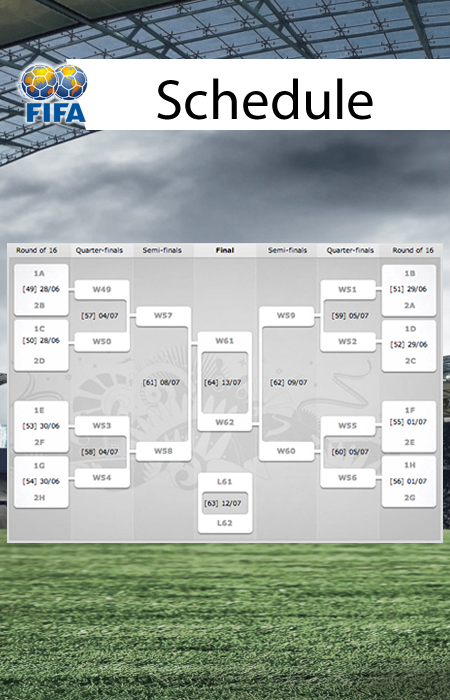 FIFA
Schedule
Round of 16 Quarter-finals Semi-finals Final Semi-finals Quarter-finals Round of 16
1A
[49] 28/06
2B
W49
[57] 04/07
W50
1C
[50] 28/06
2D
W57
[61] 08/07
W58
1E
[53] 30/06
2F
W53
[58] 04/07
W54
1G
[54] 30/06
2H
W61
[64] 13/07
W62
L61
[63] 12/07
L62
W59
[62] 09/07
W60
W51
[59] 05/07
W52
1B
[51] 29/06
2A
1D
[52] 29/06
2C
W55
[60] 05/07
W56
1F
[55] 01/07
2E
1H
[56] 01/07
2G